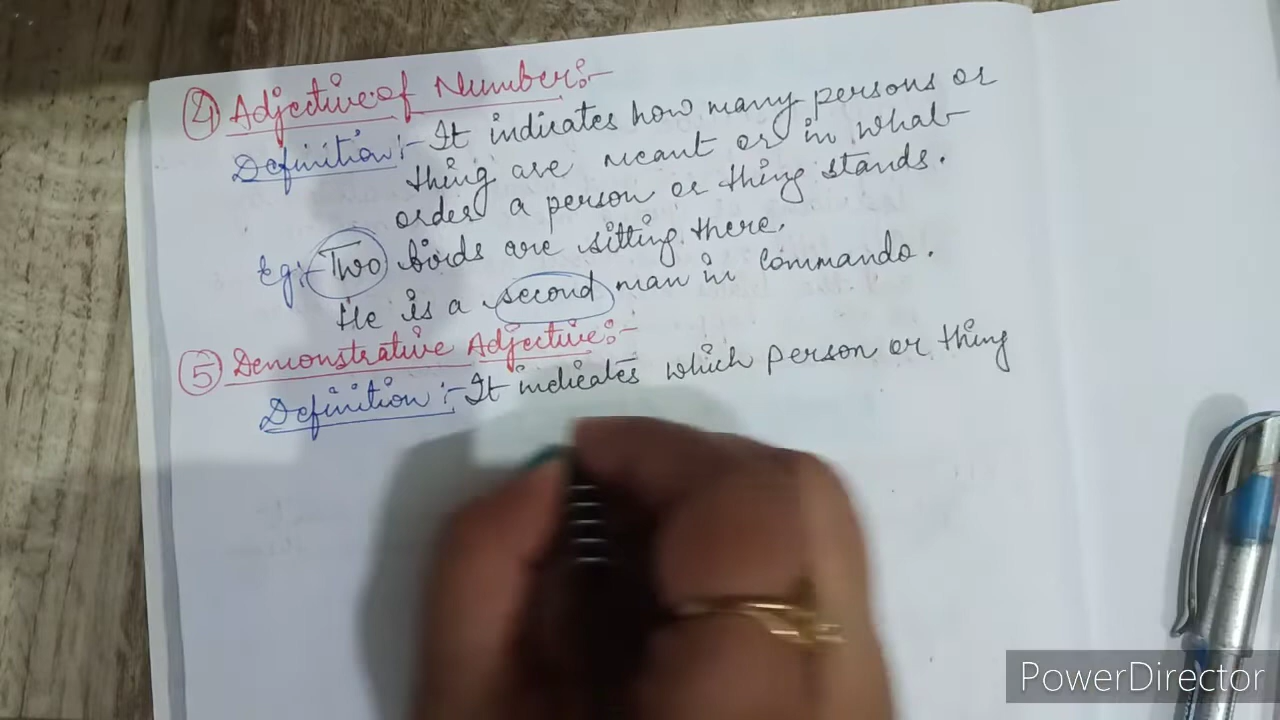 ④ Adjective of Number:-
Definition:- It indicates how many persons or
thing are meant or in what
order a person or thing stands.
Eg:- Two birds are sitting there.
He is a second man in commando.
⑤ Demonstrative Adjective:-
Definition:- It indicates which person or thing
PowerDirector